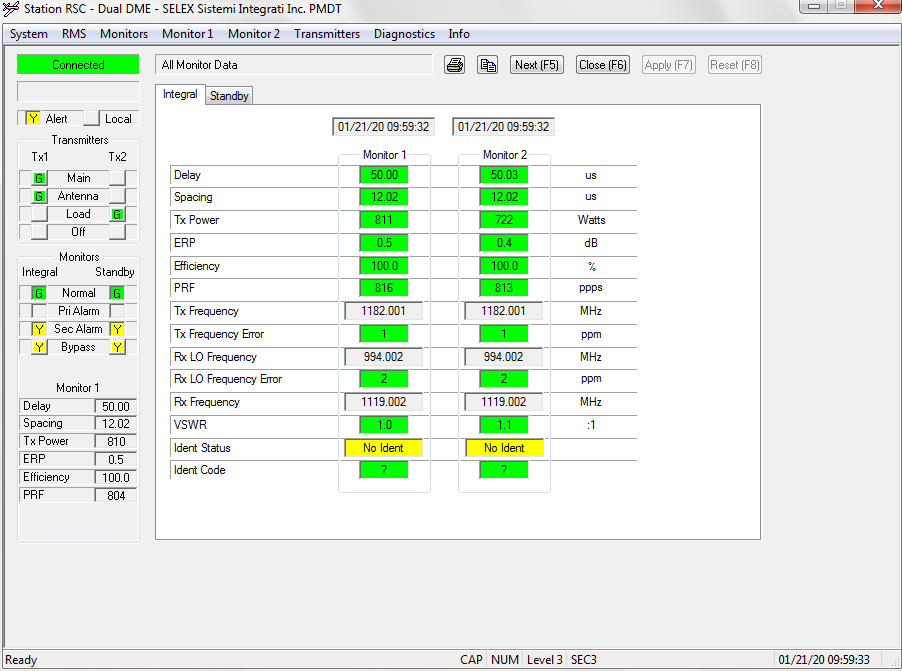 Station RSC - Dual DME - SELEX Sistemi Integrati Inc. PMDT
System RMS Monitors Monitor 1 Monitor 2 Transmitters Diagnostics Info
Connected
All Monitor Data
Next (F5) Close (F6) Apply (F7) Reset (F8)
Y Alert Local
Transmitters
Tx1 Tx2
G Main
G Antenna
Load G
Off
Monitors
Integral Standby
G Normal G
Pri Alarm
Y Sec Alarm Y
Y Bypass Y
Monitor 1
Delay 50.00
Spacing 12.02
Tx Power 810
ERP 0.5
Efficiency 100.0
PRF 804
Integral Standby
01/21/20 09:59:32 01/21/20 09:59:32
Monitor 1 Monitor 2
Delay 50.00 50.03 us
Spacing 12.02 12.02 us
Tx Power 811 722 Watts
ERP 0.5 0.4 dB
Efficiency 100.0 100.0 %
PRF 816 813 ppps
Tx Frequency 1182.001 1182.001 MHz
Tx Frequency Error 1 1 ppm
Rx LO Frequency 994.002 994.002 MHz
Rx LO Frequency Error 2 2 ppm
Rx Frequency 1119.002 1119.002 MHz
VSWR 1.0 1.1 :1
Ident Status No Ident No Ident
Ident Code ? ?
Ready CAP NUM Level 3 SEC3 01/21/20 09:59:33